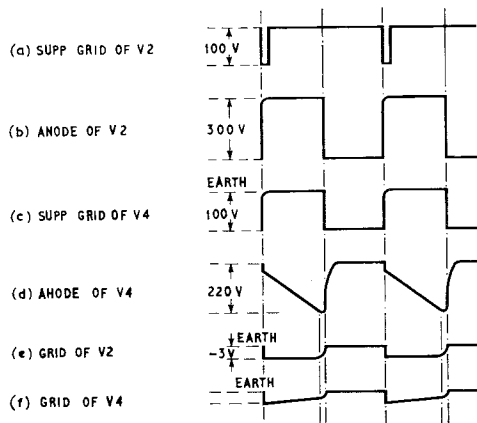 (a) SUPP GRID OF V2
100 V
(b) ANODE OF V2
300 V
EARTH
(c) SUPP GRID OF V4
100 V
(d) ANODE OF V4
220 V
EARTH
(e) GRID OF V2
-3V
EARTH
(f) GRID OF V4